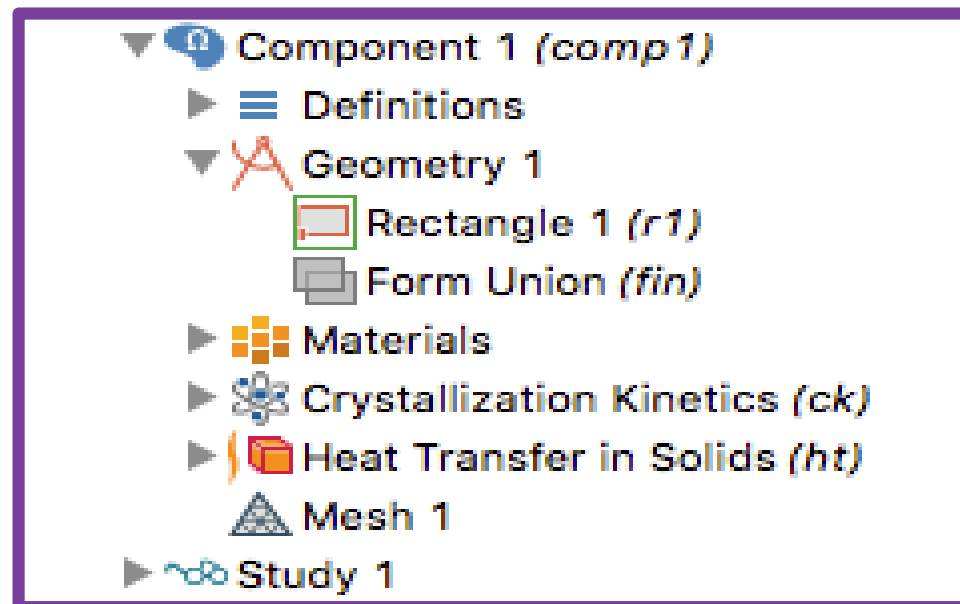 Component 1 (comp1)
Definitions
Geometry 1
Rectangle 1 (r1)
Form Union (fin)
Materials
Crystallization Kinetics (ck)
Heat Transfer in Solids (ht)
Mesh 1
Study 1